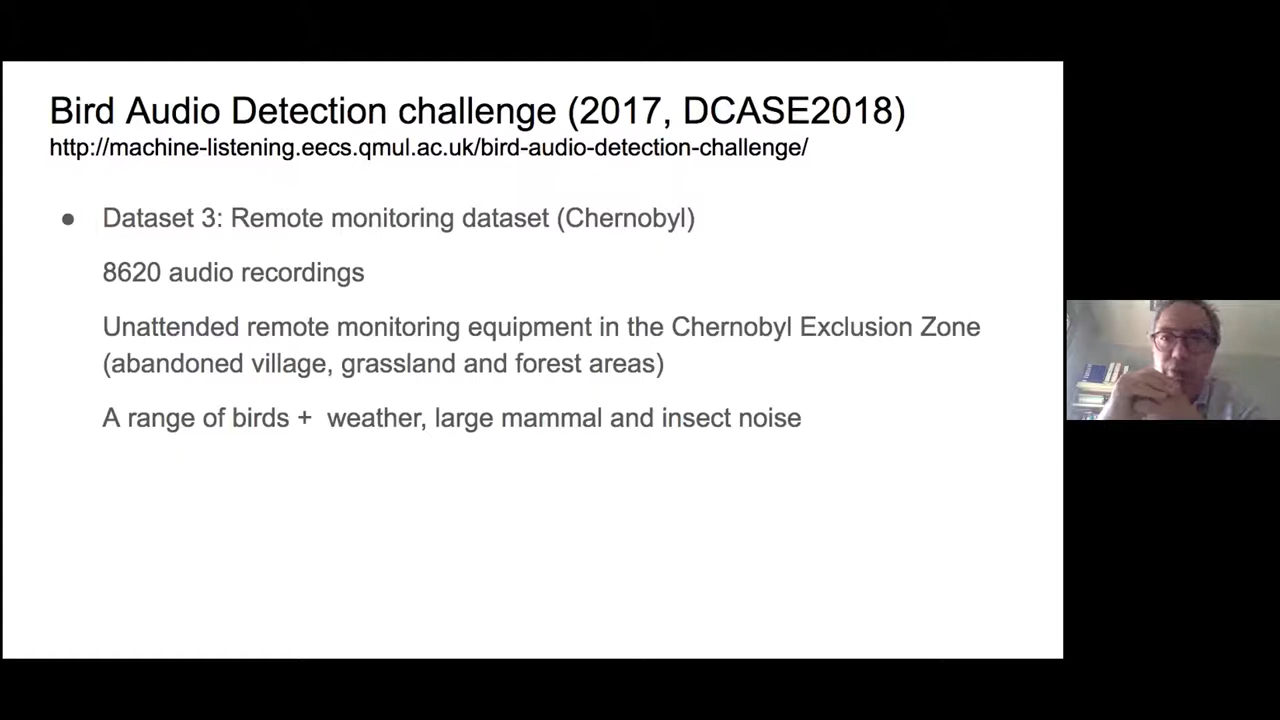 Bird Audio Detection challenge (2017, DCASE2018)
http://machine-listening.eecs.qmul.ac.uk/bird-audio-detection-challenge/
● Dataset 3: Remote monitoring dataset (Chernobyl)
8620 audio recordings
Unattended remote monitoring equipment in the Chernobyl Exclusion Zone
(abandoned village, grassland and forest areas)
A range of birds +  weather, large mammal and insect noise